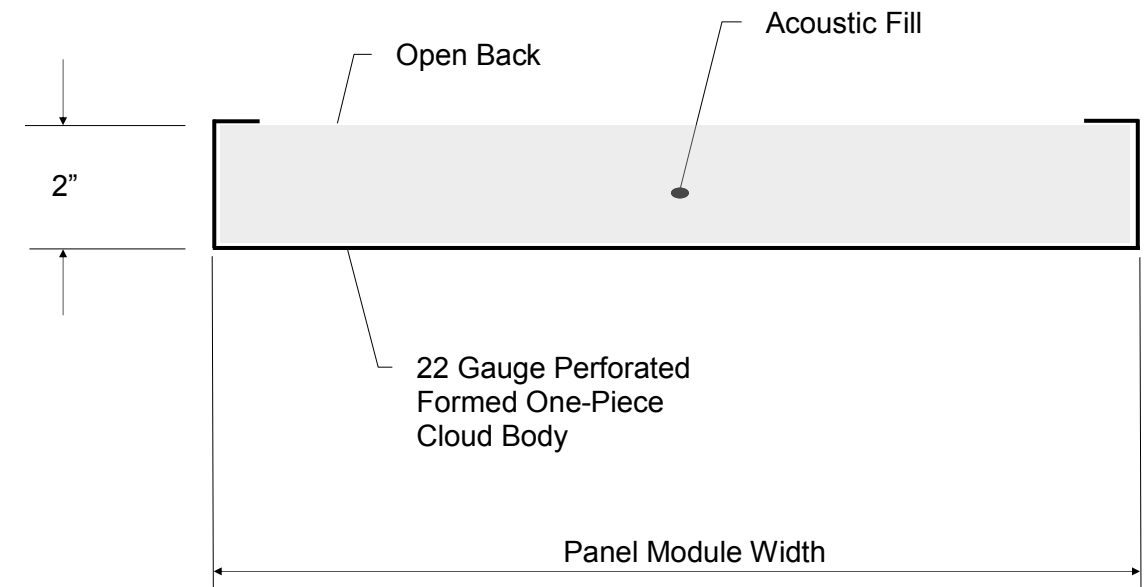 Acoustic Fill
Open Back
2”
22 Gauge Perforated
Formed One-Piece
Cloud Body
Panel Module Width